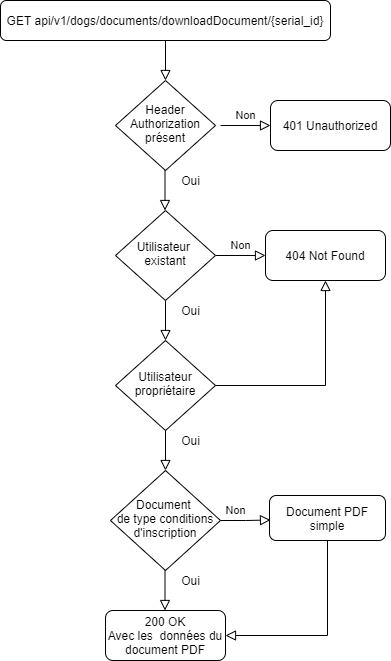 GET api/v1/dogs/documents/downloadDocument/{serial_id}
Header
Authorization
présent
Non
401 Unauthorized
Oui
Utilisateur
existant
Non
404 Not Found
Oui
Utilisateur
propriétaire
Oui
Document
de type conditions
d'inscription
Non
Document PDF
simple
Oui
200 OK
Avec les données du
document PDF